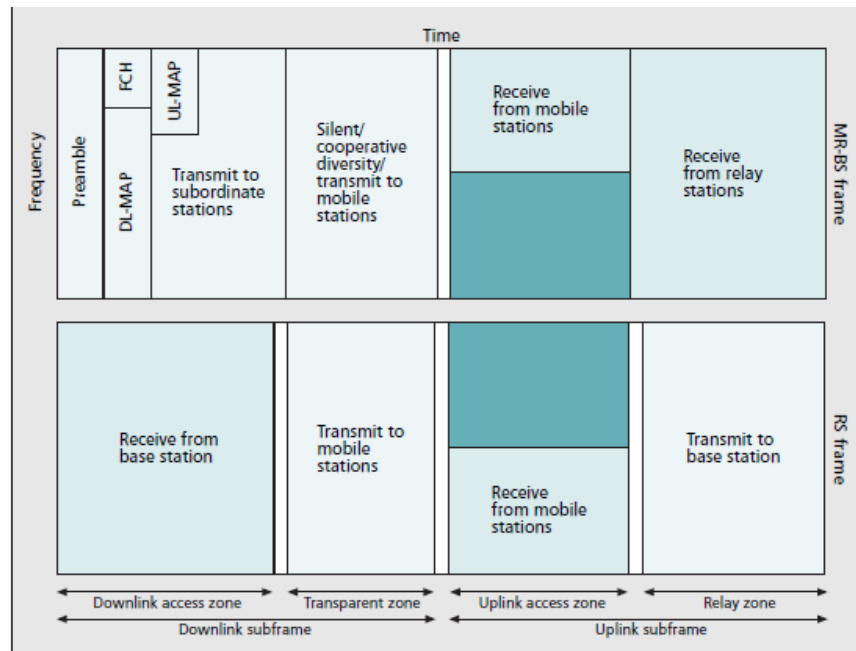 Time
Frequency
Preamble
FCH
DL-MAP
UL-MAP
Transmit to
subordinate
stations
Silent/
cooperative
diversity/
transmit to
mobile
stations
Receive
from mobile
stations
Receive
from relay
stations
MR-BS frame
Receive from
base station
Transmit to
mobile
stations
Receive
from mobile
stations
Transmit to
base station
RS frame
Downlink access zone
Transparent zone
Uplink access zone
Relay zone
Downlink subframe
Uplink subframe